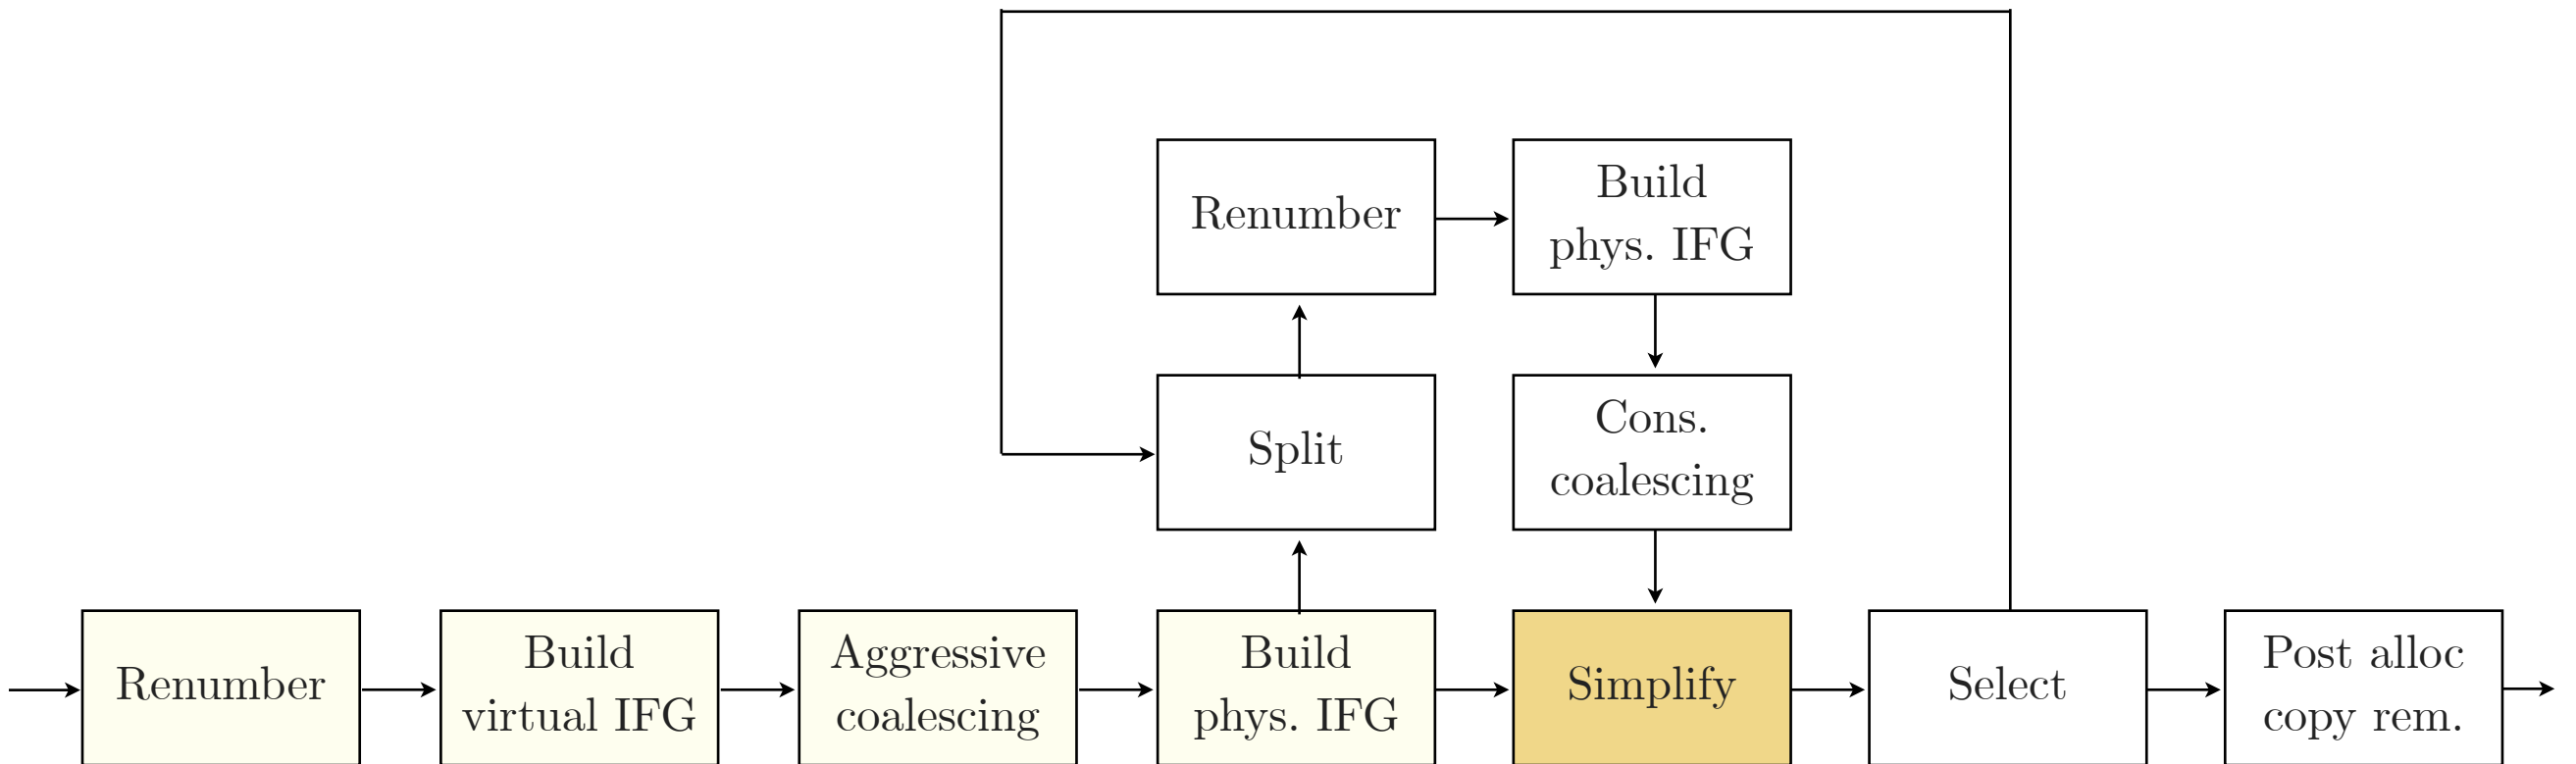 Renumber
Build
phys. IFG
Split
Cons.
coalescing
Renumber
Build
virtual IFG
Aggressive
coalescing
Build
phys. IFG
Simplify
Select
Post alloc
copy rem.